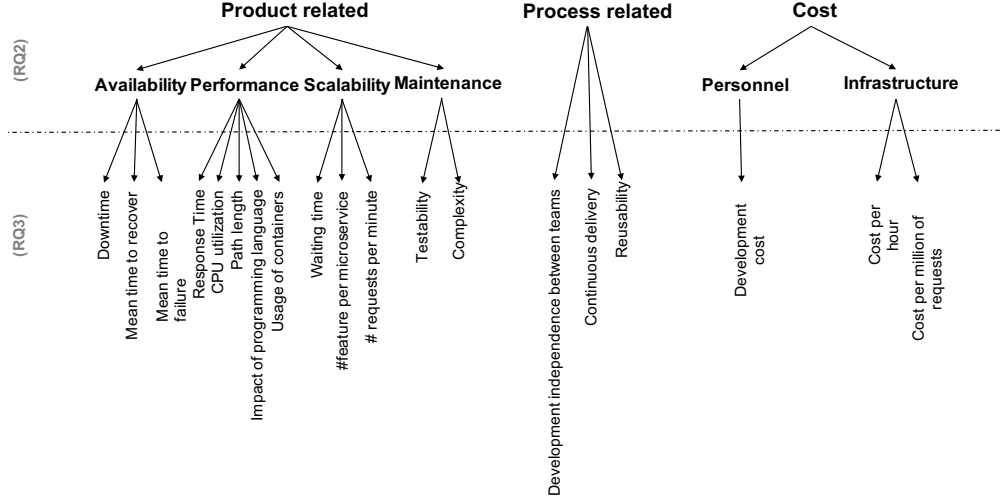 Product related
Process related
Cost
(RQ2)
Availability
Performance
Scalability
Maintenance
Personnel
Infrastructure
(RQ3)
Downtime
Mean time to recover
Mean time to
failure
Response Time
CPU utilization
Path length
Impact of programming language
Usage of containers
Waiting time
#feature per microservice
# requests per minute
Testability
Complexity
Development independence between teams
Continuous delivery
Reusability
Development
cost
Cost per
hour
Cost per million of
requests